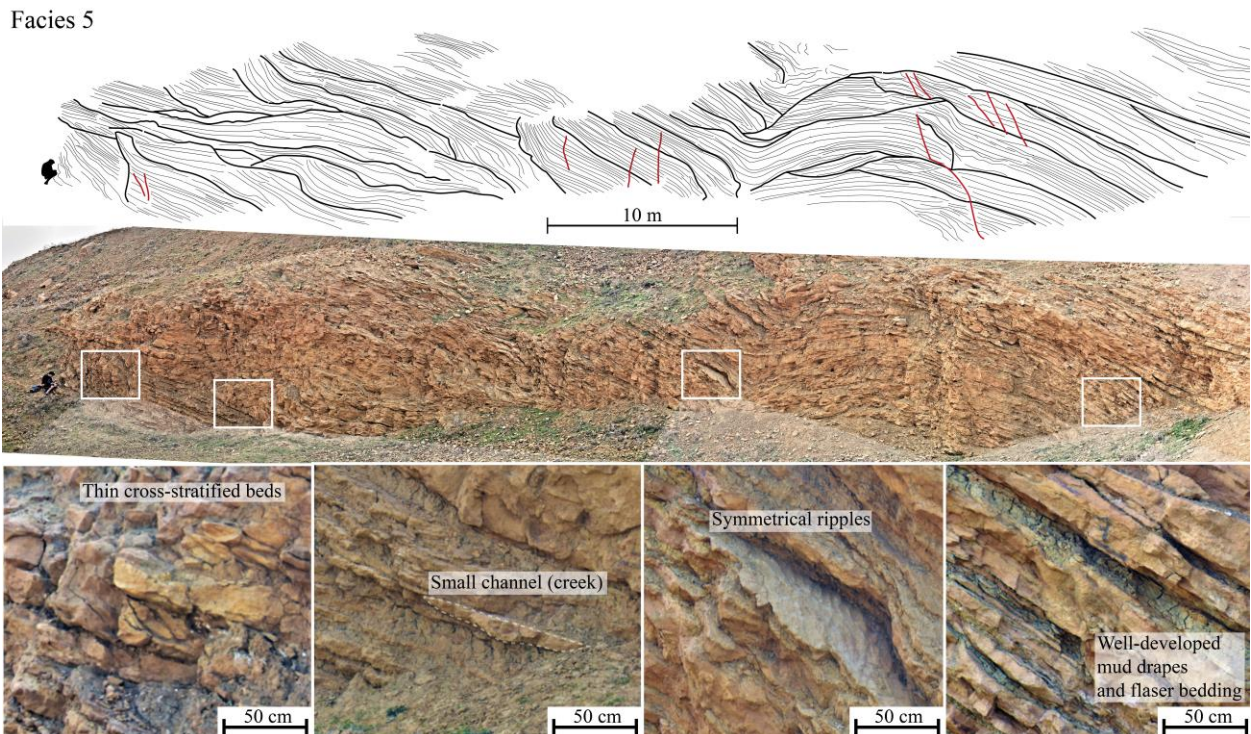 Facies 5
10 m
Thin cross-stratified beds
50 cm
Small channel (creek)
50 cm
Symmetrical ripples
50 cm
Well-developed
mud drapes
and flaser bedding
50 cm